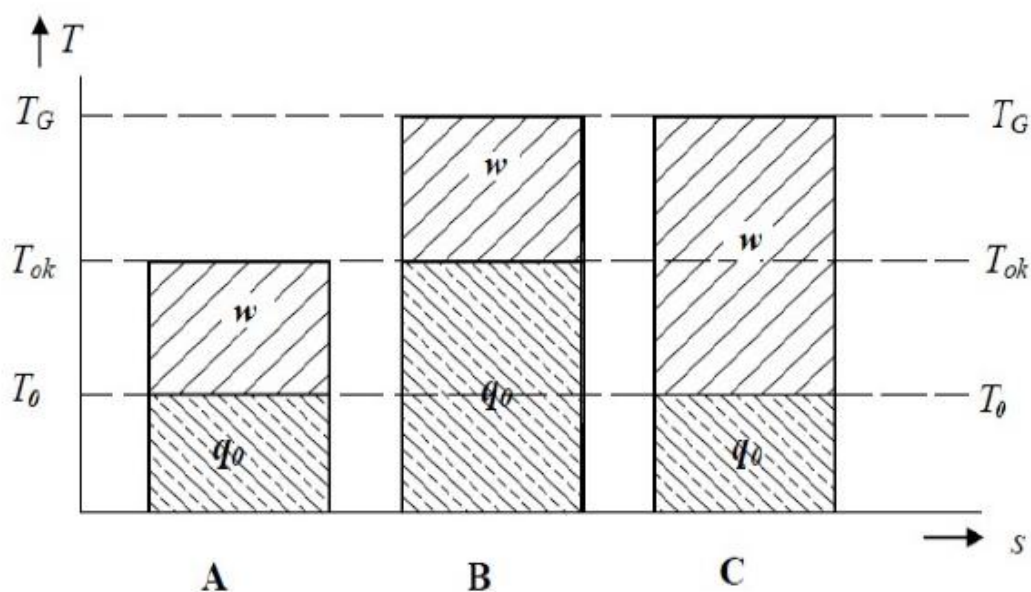 T
T_G T_G
w
w
T_ok T_ok
w
T_0 q_0 T_0
q_0 q_0
s
A B C